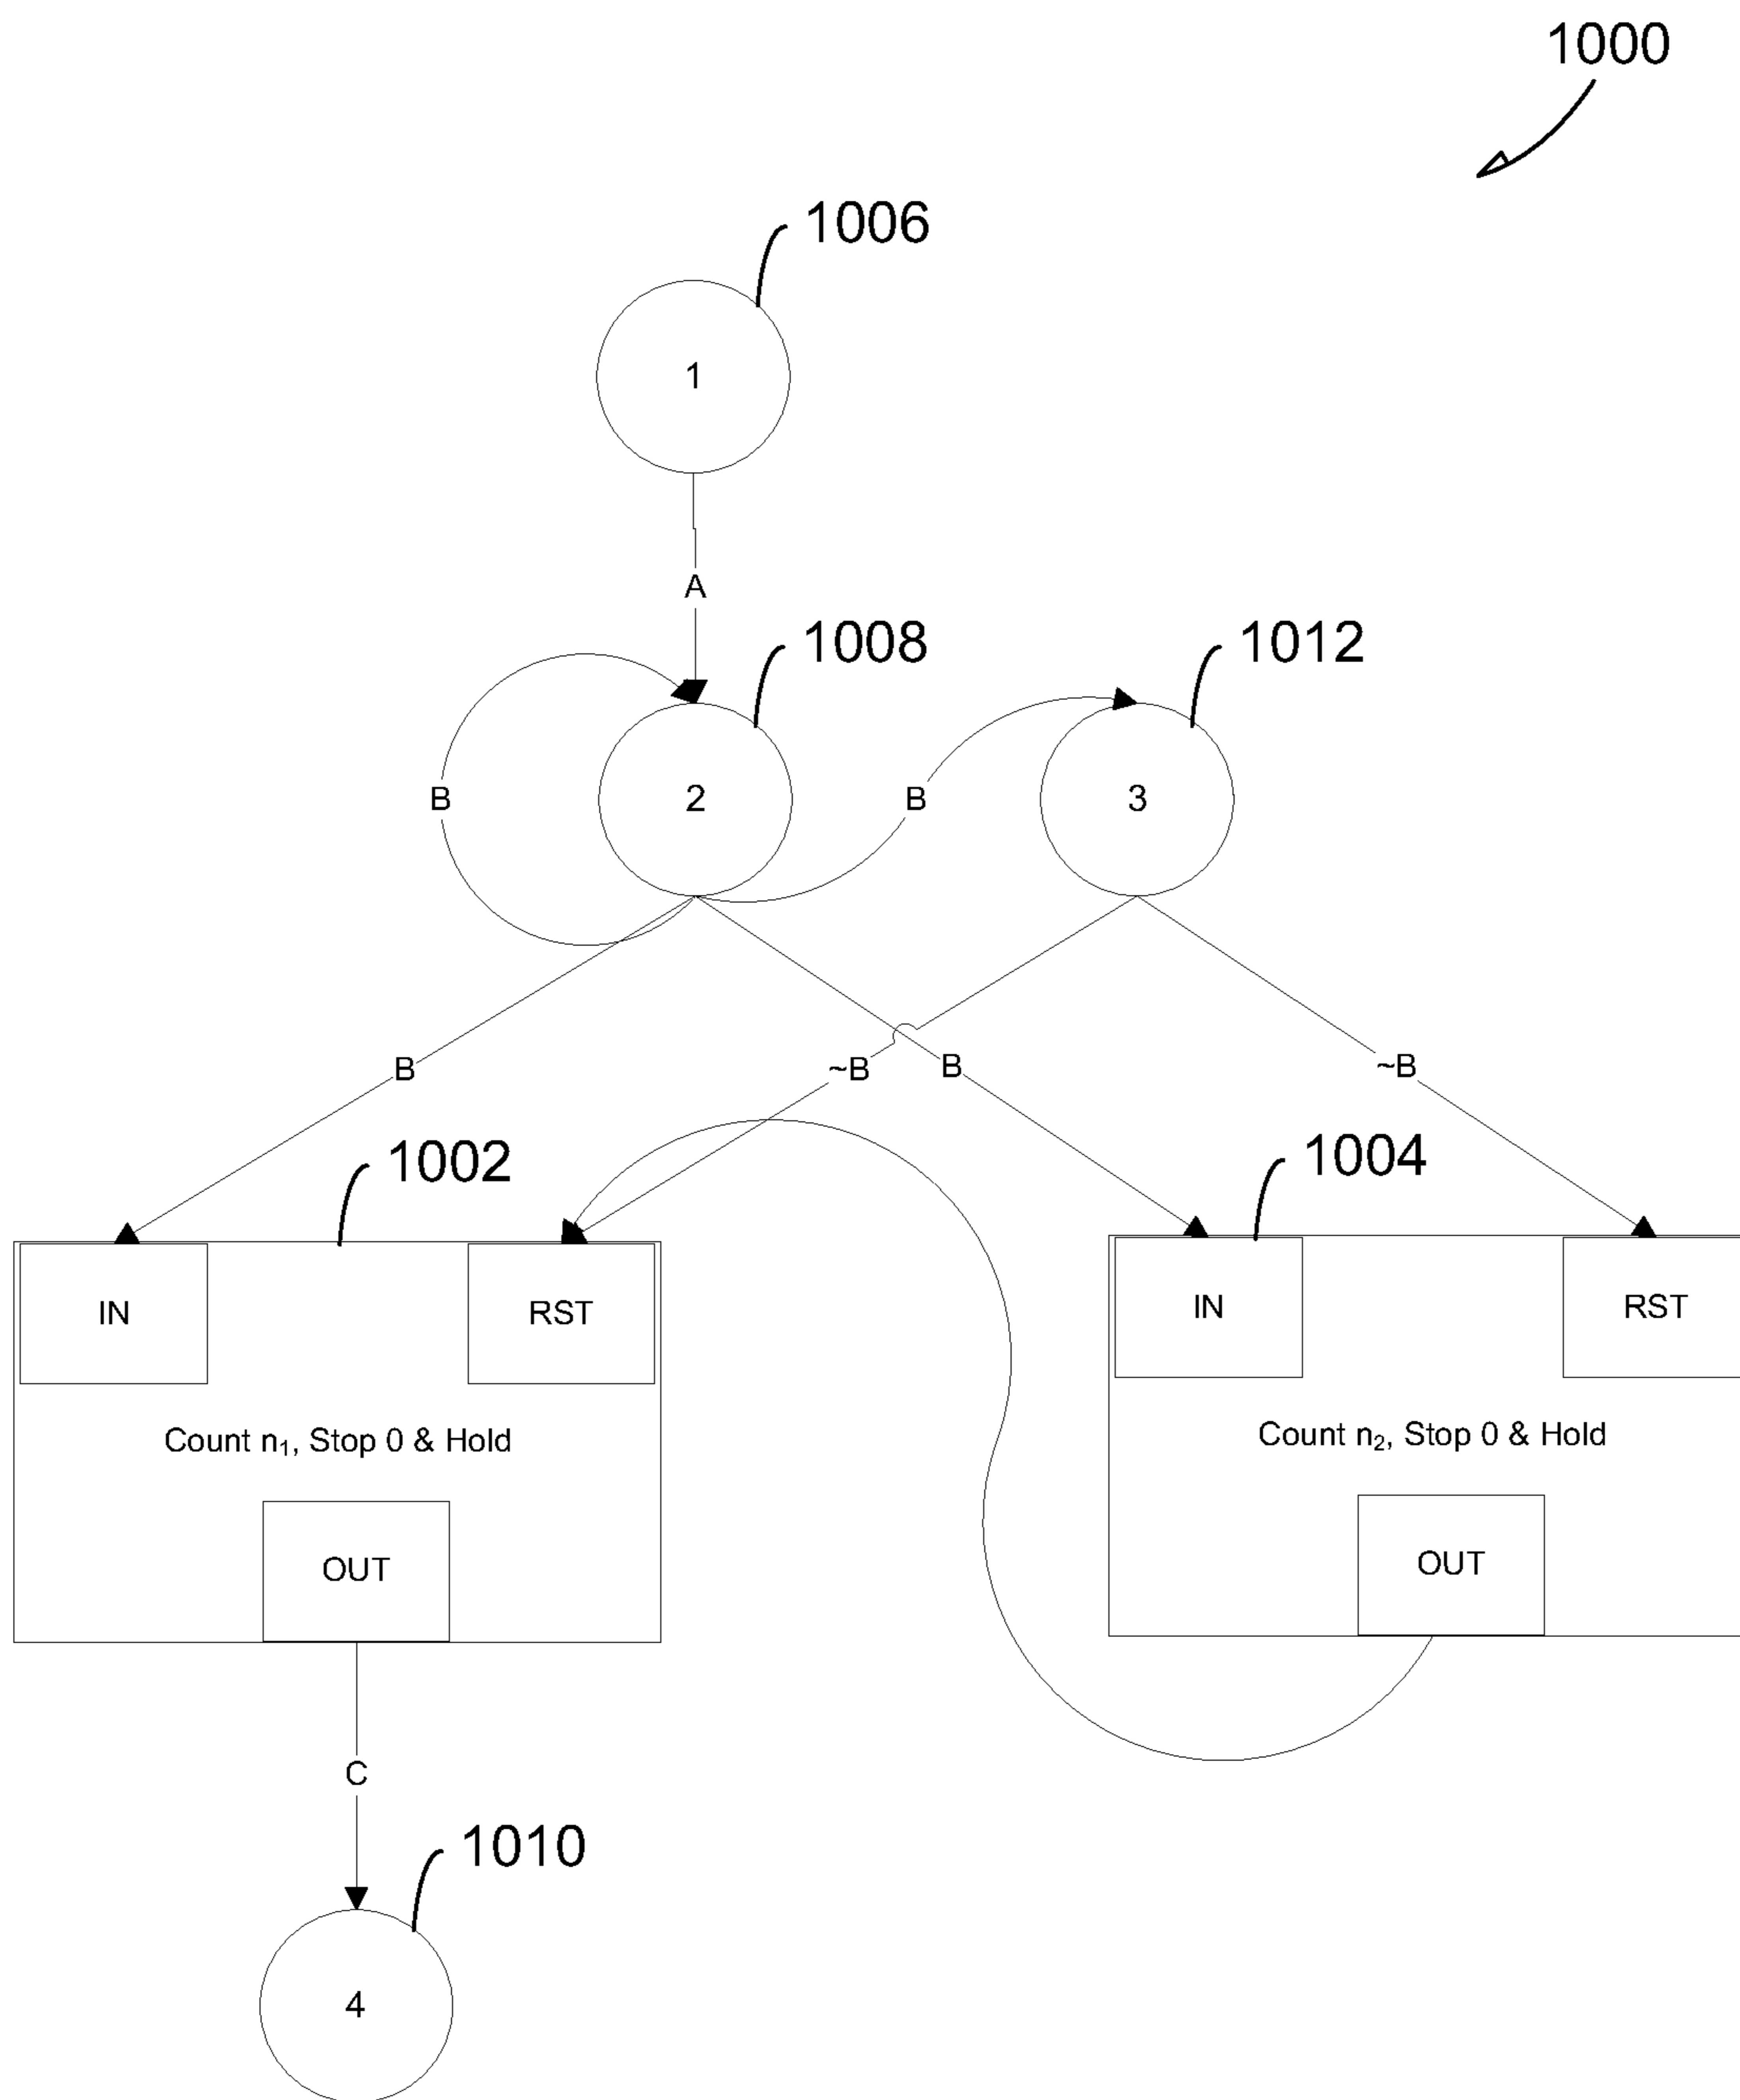 1000
1006
1
A
1008
1012
B
2
B
3
B
~B
B
~B
1002
1004
IN
RST
IN
RST
Count n₁, Stop 0 & Hold
Count n₂, Stop 0 & Hold
OUT
OUT
C
1010
4